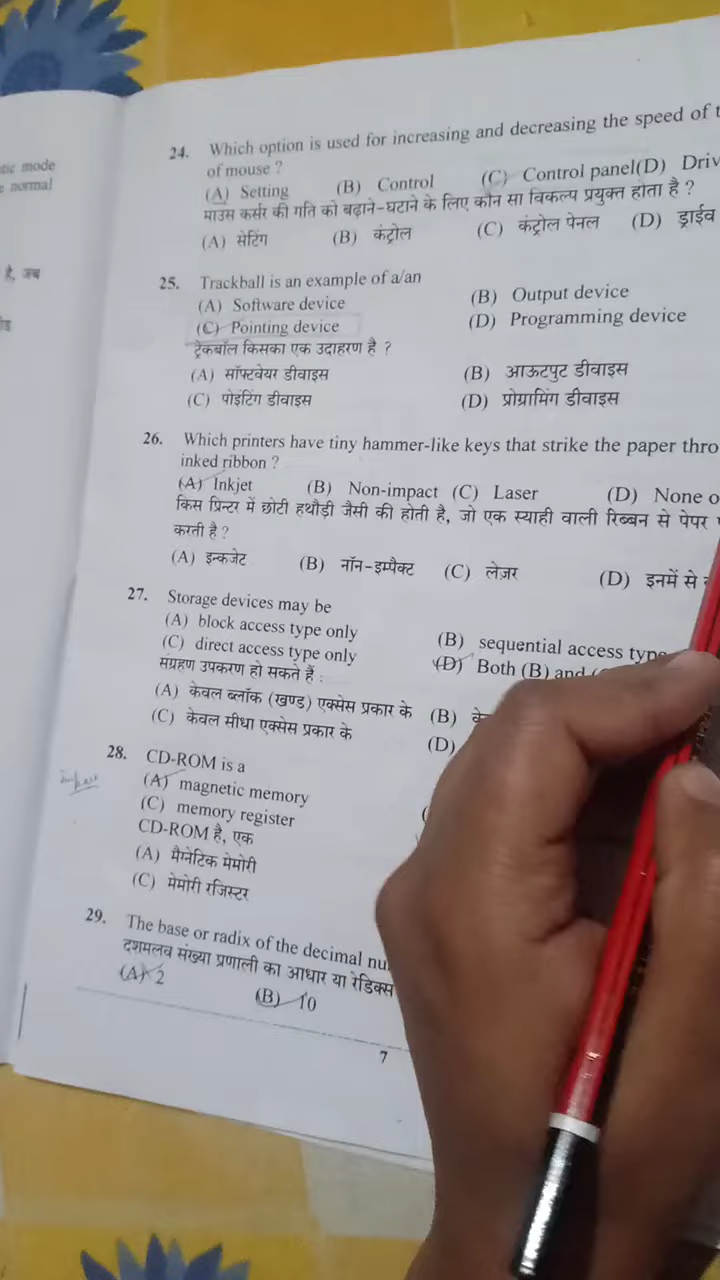 tic mode
normal
है, जब
24. Which option is used for increasing and decreasing the speed of
of mouse ?
(A) Setting (B) Control (C) Control panel (D) Driv
माउस कर्सर की गति को बढ़ाने-घटाने के लिए कौन सा विकल्प प्रयुक्त होता है ?
(A) सेटिंग (B) कंट्रोल (C) कंट्रोल पेनल (D) ड्राईव
25. Trackball is an example of a/an
(A) Software device (B) Output device
(C) Pointing device (D) Programming device
ट्रेकबॉल किसका एक उदाहरण है ?
(A) सॉफ्टवेयर डीवाइस (B) आऊटपुट डीवाइस
(C) पोइंटिंग डीवाइस (D) प्रोग्रामिंग डीवाइस
26. Which printers have tiny hammer-like keys that strike the paper thro
inked ribbon ?
(A) Inkjet (B) Non-impact (C) Laser (D) None o
किस प्रिन्टर में छोटी हथौड़ी जैसी की होती है, जो एक स्याही वाली रिब्बन से पेपर
करती है ?
(A) इन्कजेट (B) नॉन-इम्पैक्ट (C) लेज़र (D) इनमें से
27. Storage devices may be
(A) block access type only (B) sequential access type
(C) direct access type only (D) Both (B) and
संग्रहण उपकरण हो सकते हैं :
(A) केवल ब्लॉक (खण्ड) एक्सेस प्रकार के (B)
(C) केवल सीधा एक्सेस प्रकार के (D)
28. CD-ROM is a
(A) magnetic memory
(C) memory register
CD-ROM है, एक
(A) मैग्नेटिक मेमोरी
(C) मेमोरी रजिस्टर
29. The base or radix of the decimal nu
दशमलव संख्या प्रणाली का आधार या रेडिक्स
(A) 2 (B) 10
7